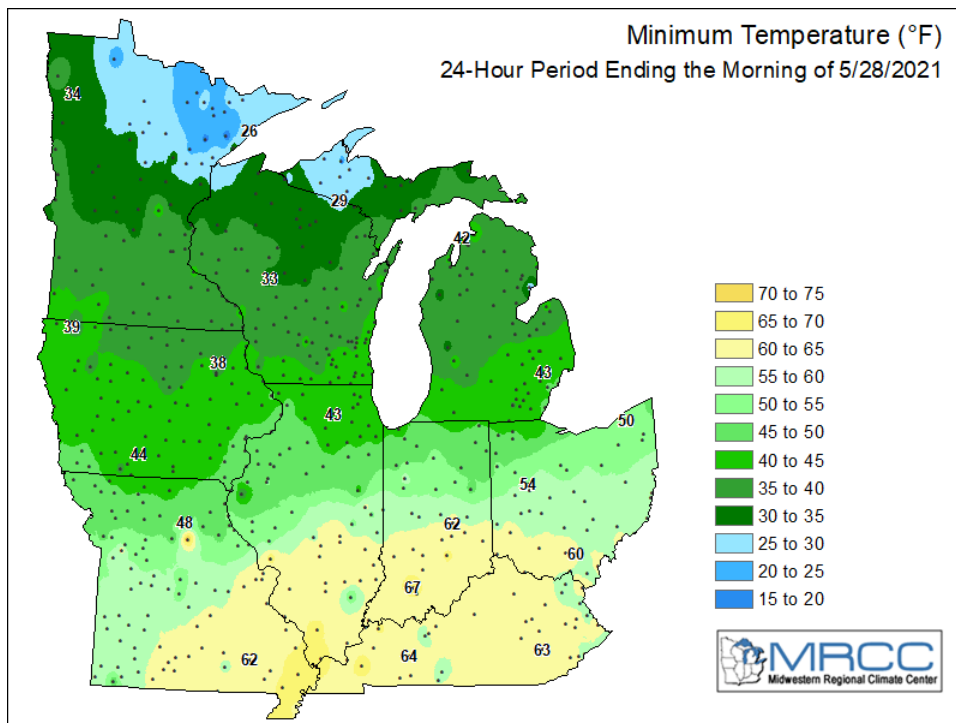 Minimum Temperature (°F)
24-Hour Period Ending the Morning of 5/28/2021
34
26
29
42
33
39
38
43
43
44
50
54
48
62
60
67
62
64
63
70 to 75
65 to 70
60 to 65
55 to 60
50 to 55
45 to 50
40 to 45
35 to 40
30 to 35
25 to 30
20 to 25
15 to 20
MRCC
Midwestern Regional Climate Center